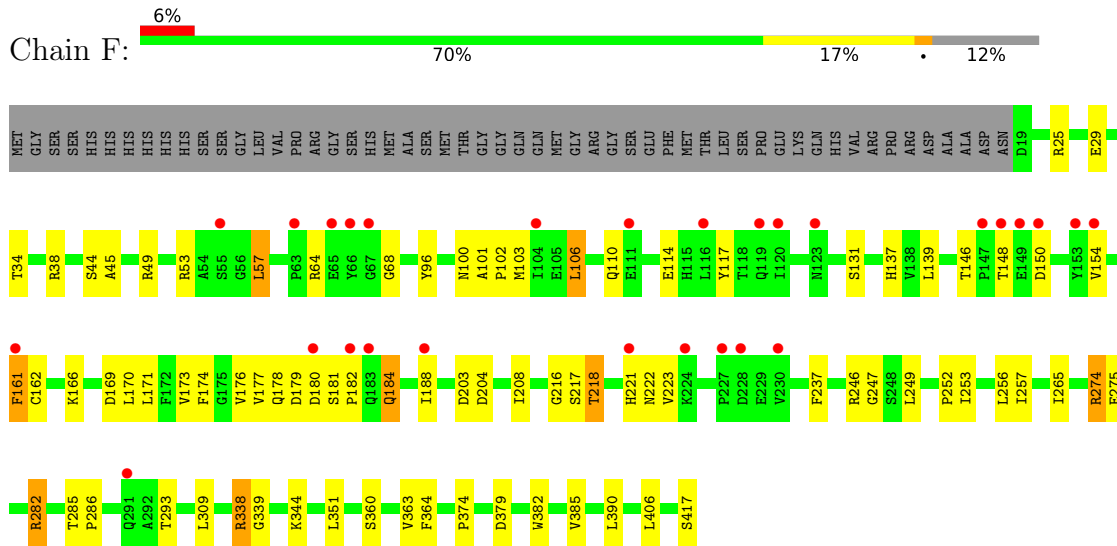 6%
Chain F:
70% 17% • 12%
MET GLY SER SER HIS HIS HIS HIS HIS HIS SER SER GLY LEU VAL PRO ARG GLY SER HIS MET ALA SER MET THR GLY GLY GLN GLN MET GLY ARG GLY SER GLU PHE MET THR LEU SER PRO GLU LYS GLN HIS VAL ARG PRO ARG ASP ALA ALA ASP ASN D19 R25 E29
T34 R38 S44 A45 R49 R53 A54 S55 G56 L57 P63 R64 E65 Y66 G67 G68 Y96 N100 A101 P102 M103 I104 E105 L106 Q110 E111 E114 H115 L116 Y117 T118 Q119 I120 N123 S131 H137 V138 L139 T146 P147 T148 E149 D150 Y153 V154
F161 G162 K166 D169 L170 L171 F172 V173 F174 G175 V176 V177 Q178 D179 D180 S181 P182 Q183 Q184 I188 D203 D204 I208 G216 S217 T218 H221 N222 V223 K224 P227 D228 E229 V230 F237 R246 G247 S248 L249 P252 I253 L256 I257 I265 R274 E275
R282 T285 P286 Q291 A292 T293 L309 R338 G339 K344 L351 S360 V363 F364 P374 D379 W382 V385 L390 L406 S417